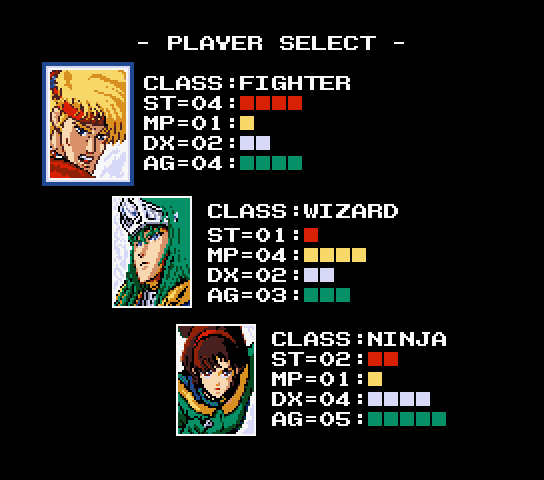 - PLAYER SELECT -
CLASS:FIGHTER
ST=04:
MP=01:
DX=02:
AG=04:
CLASS:WIZARD
ST=01:
MP=04:
DX=02:
AG=03:
CLASS:NINJA
ST=02:
MP=01:
DX=04:
AG=05: